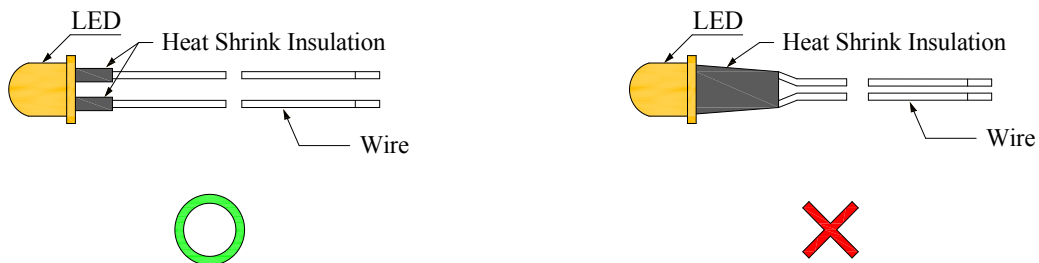 LED
Heat Shrink Insulation
Wire
LED
Heat Shrink Insulation
Wire